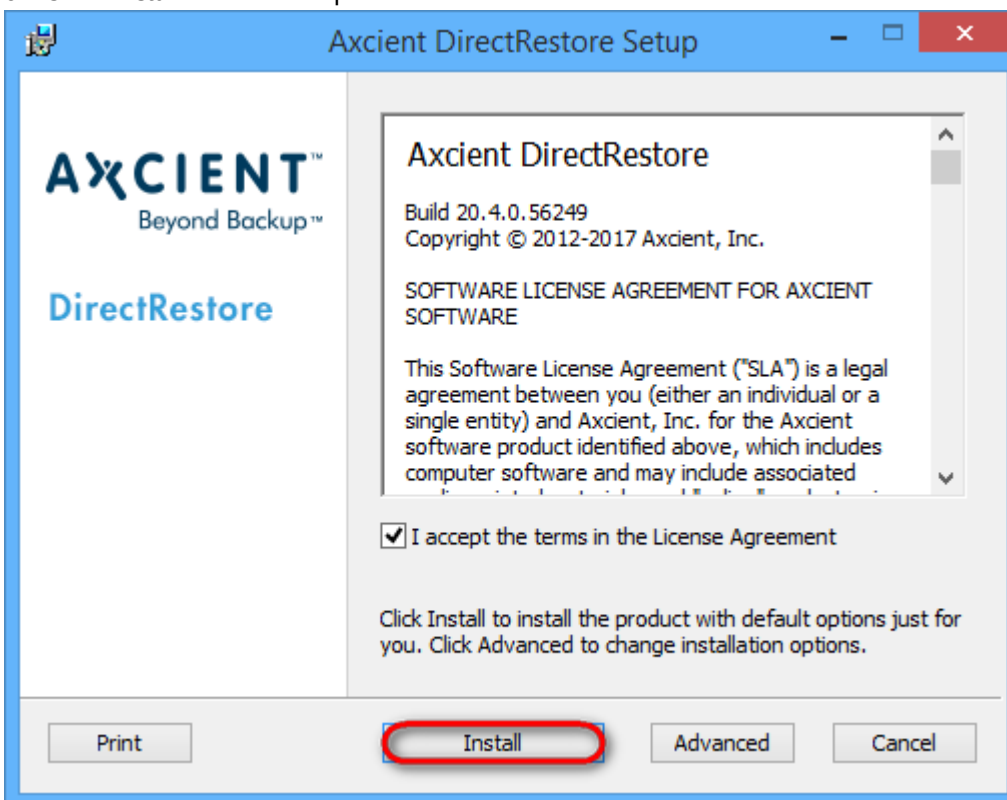 Axcient DirectRestore Setup
AXCIENT™
Beyond Backup™
DirectRestore
Axcient DirectRestore
Build 20.4.0.56249
Copyright © 2012-2017 Axcient, Inc.
SOFTWARE LICENSE AGREEMENT FOR AXCIENT
SOFTWARE
This Software License Agreement ("SLA") is a legal
agreement between you (either an individual or a
single entity) and Axcient, Inc. for the Axcient
software product identified above, which includes
computer software and may include associated
I accept the terms in the License Agreement
Click Install to install the product with default options just for
you. Click Advanced to change installation options.
Print
Install
Advanced
Cancel